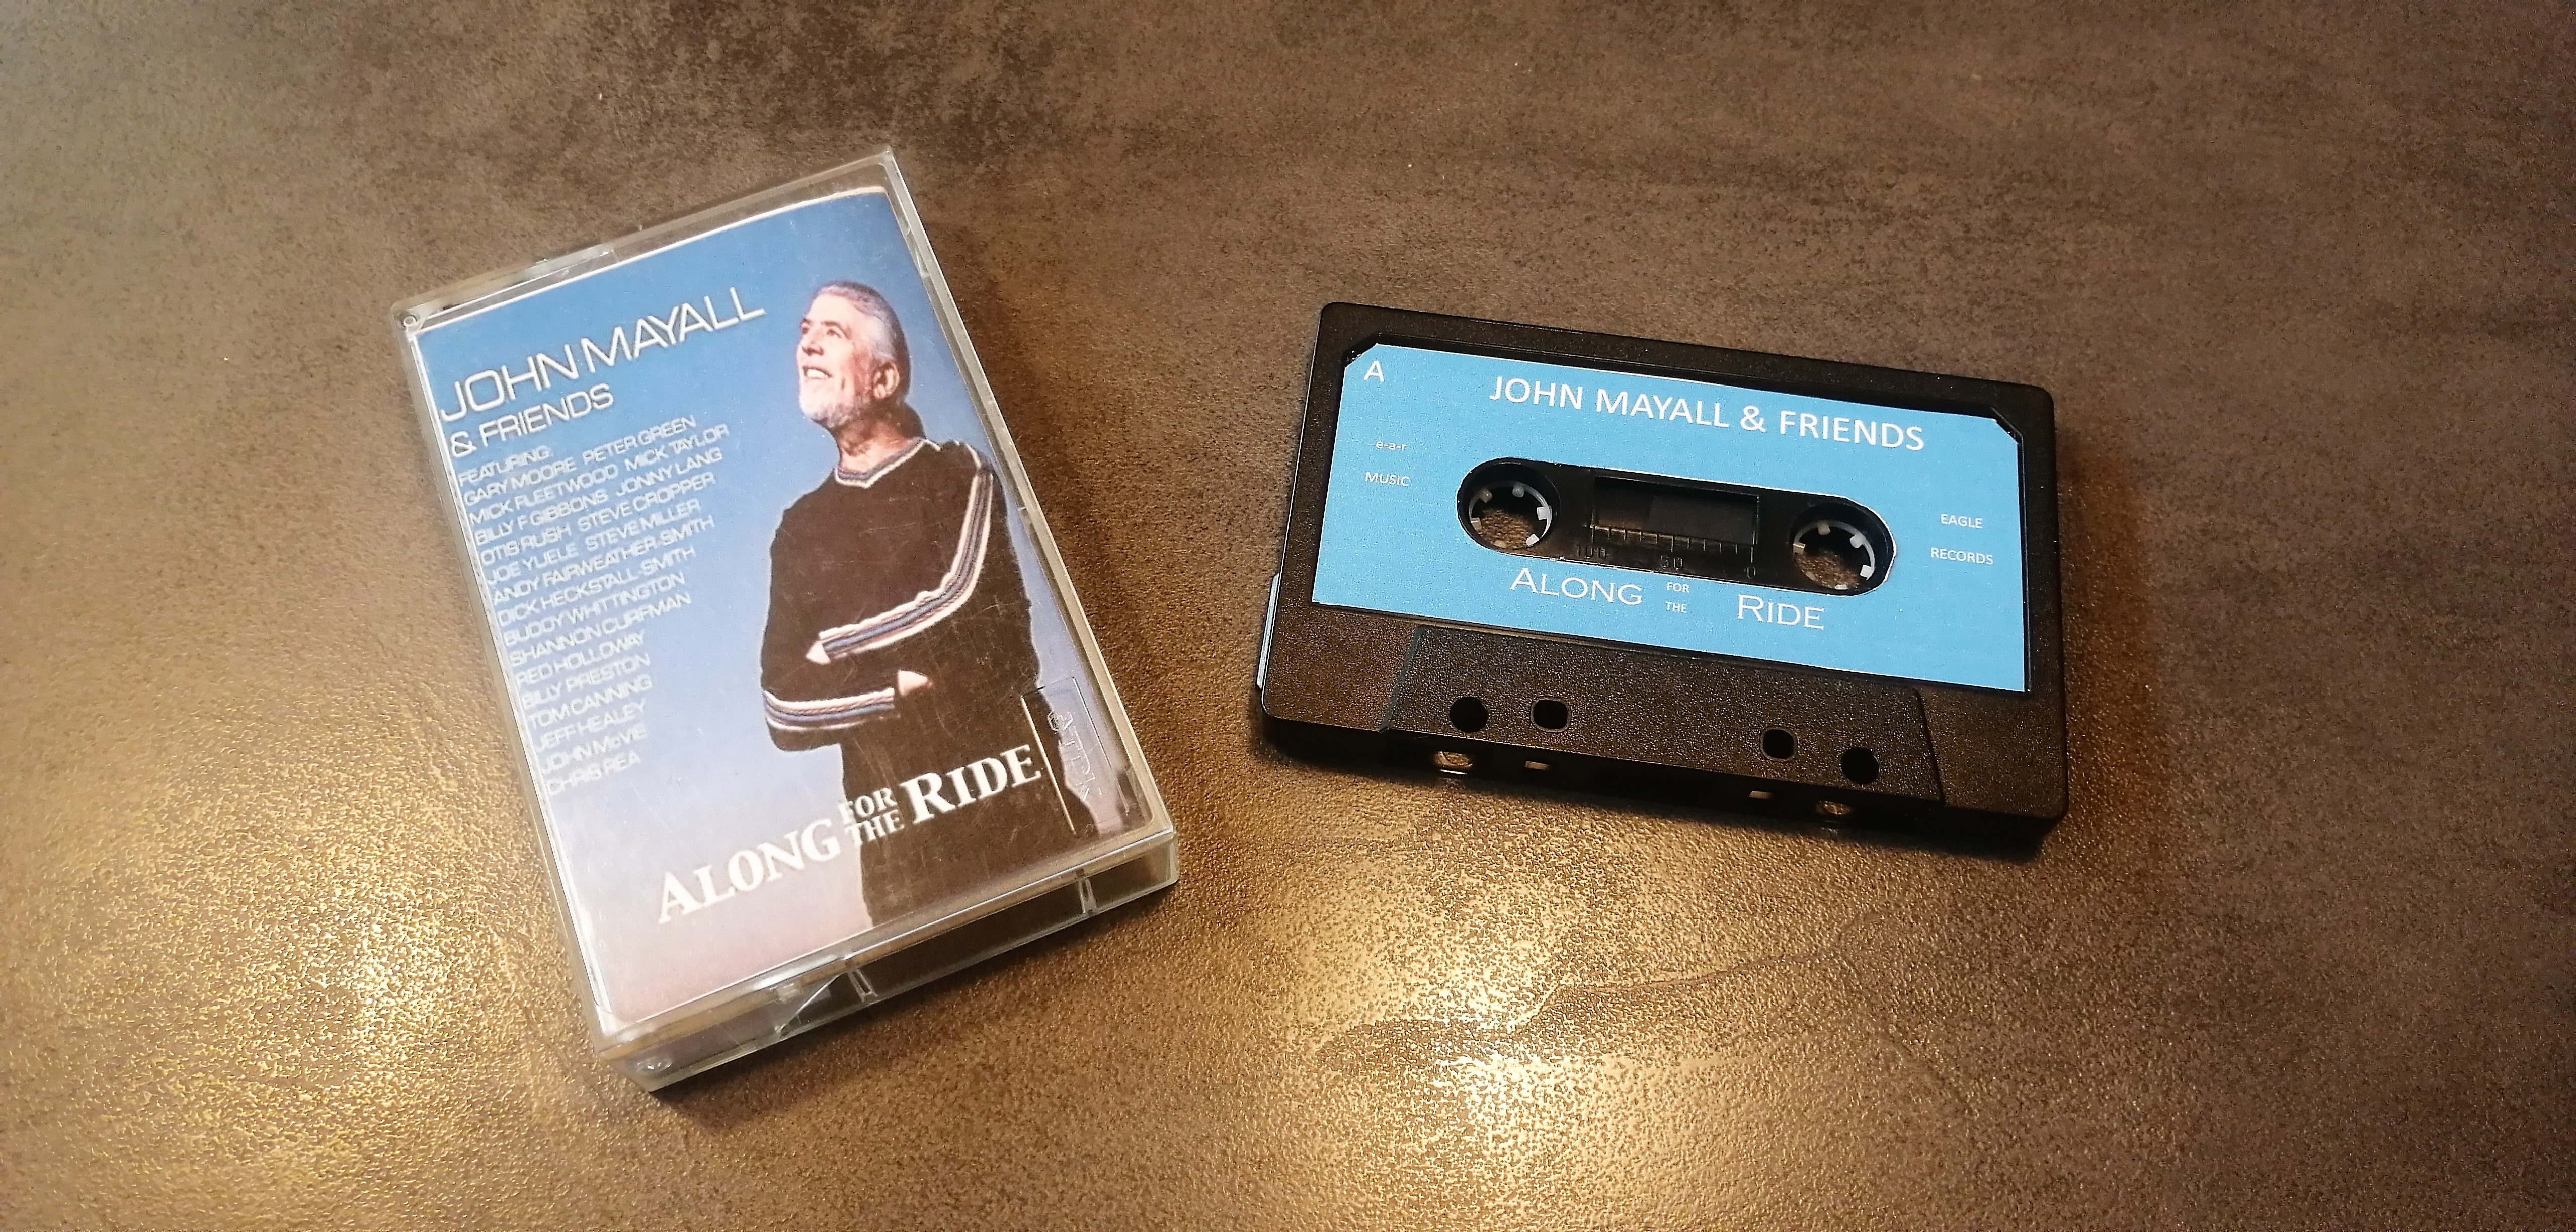 JOHN MAYALL
& FRIENDS
FEATURING:
GARY MOORE PETER GREEN
MICK FLEETWOOD MICK TAYLOR
BILLY F GIBBONS JONNY LANG
OTIS RUSH STEVE CROPPER
JOE YUELE STEVE MILLER
ANDY FAIRWEATHER-SMITH
DICK HECKSTALL-SMITH
BUDDY WHITTINGTON
SHANNON CURFMAN
RED HOLLOWAY
BILLY PRESTON
TOM CANNING
JEFF HEALEY
JOHN McVIE
CHRIS REA
ALONG FOR THE RIDE
A
JOHN MAYALL & FRIENDS
e-a-r
MUSIC
EAGLE
RECORDS
100 50 0
ALONG FOR THE RIDE